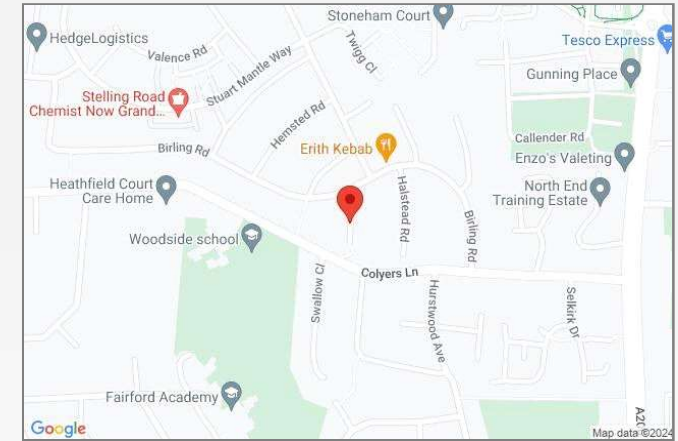 Stoneham Court
HedgeLogistics
Tesco Express
Valence Rd
Twigg Cl
Stuart Mantle Way
Gunning Place
Stelling Road
Chemist Now Grand...
Hemsted Rd
Callender Rd
Erith Kebab
Birling Rd
Enzo's Valeting
Heathfield Court
Care Home
Halstead Rd
North End
Training Estate
Birling Rd
Woodside school
Swallow Cl
Colyers Ln
Hurstwood Ave
Selkirk Dr
Fairford Academy
A20
Google
Map data ©2024